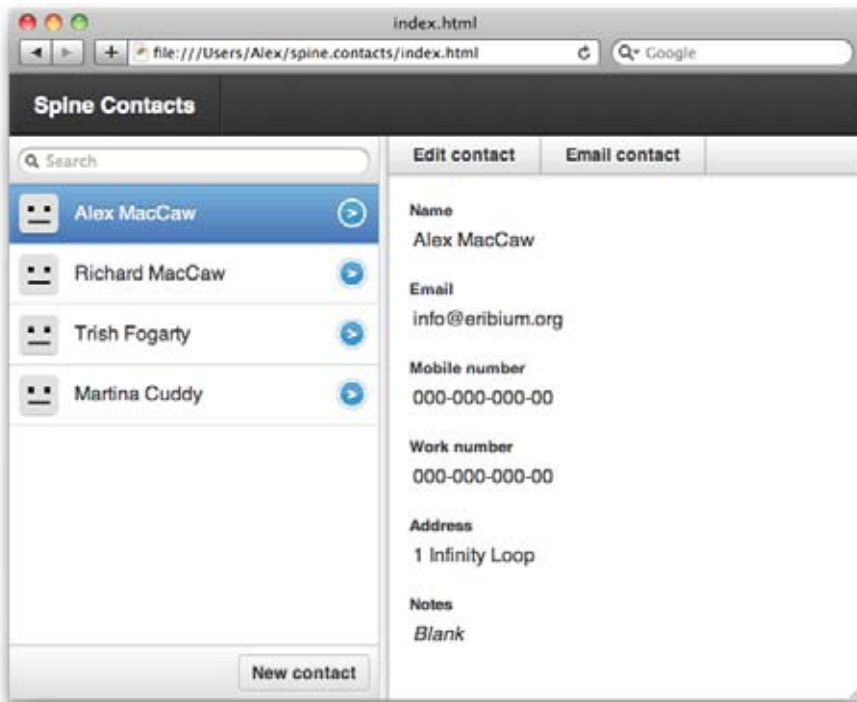 index.html
file:///Users/Alex/spine.contacts/index.html
Google
Spine Contacts
Search
Edit contact
Email contact
Alex MacCaw
Richard MacCaw
Trish Fogarty
Martina Cuddy
New contact
Name
Alex MacCaw
Email
info@eribium.org
Mobile number
000-000-000-00
Work number
000-000-000-00
Address
1 Infinity Loop
Notes
Blank